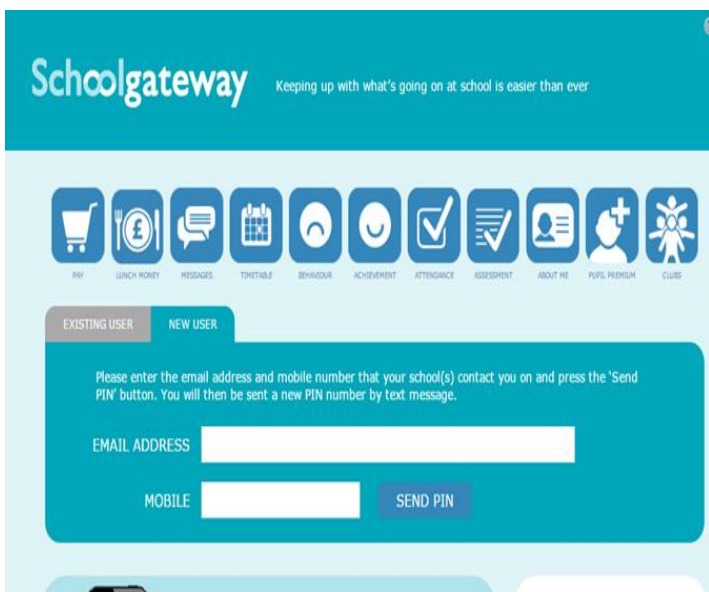 Schoolgateway
Keeping up with what's going on at school is easier than ever
£
PAY
LUNCH MONEY
MESSAGES
TIMETABLE
BEHAVIOUR
ACHIEVEMENT
ATTENDANCE
ASSESSMENT
ABOUT ME
PUPIL PREMIUM
CLUBS
EXISTING USER
NEW USER
Please enter the email address and mobile number that your school(s) contact you on and press the 'Send
PIN' button. You will then be sent a new PIN number by text message.
EMAIL ADDRESS
MOBILE
SEND PIN